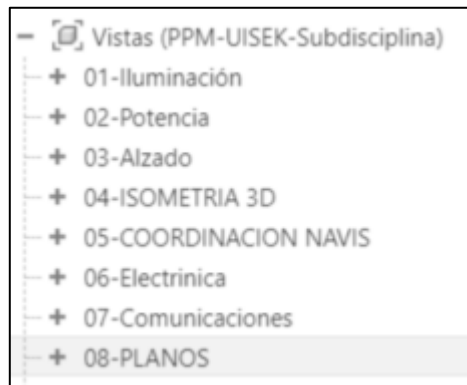 Vistas (PPM-UISEK-Subdisciplina)
01-Iluminación
02-Potencia
03-Alzado
04-ISOMETRIA 3D
05-COORDINACION NAVIS
06-Electrinica
07-Comunicaciones
08-PLANOS